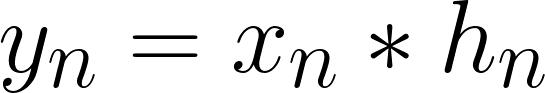 $y_n = x_n * h_n$